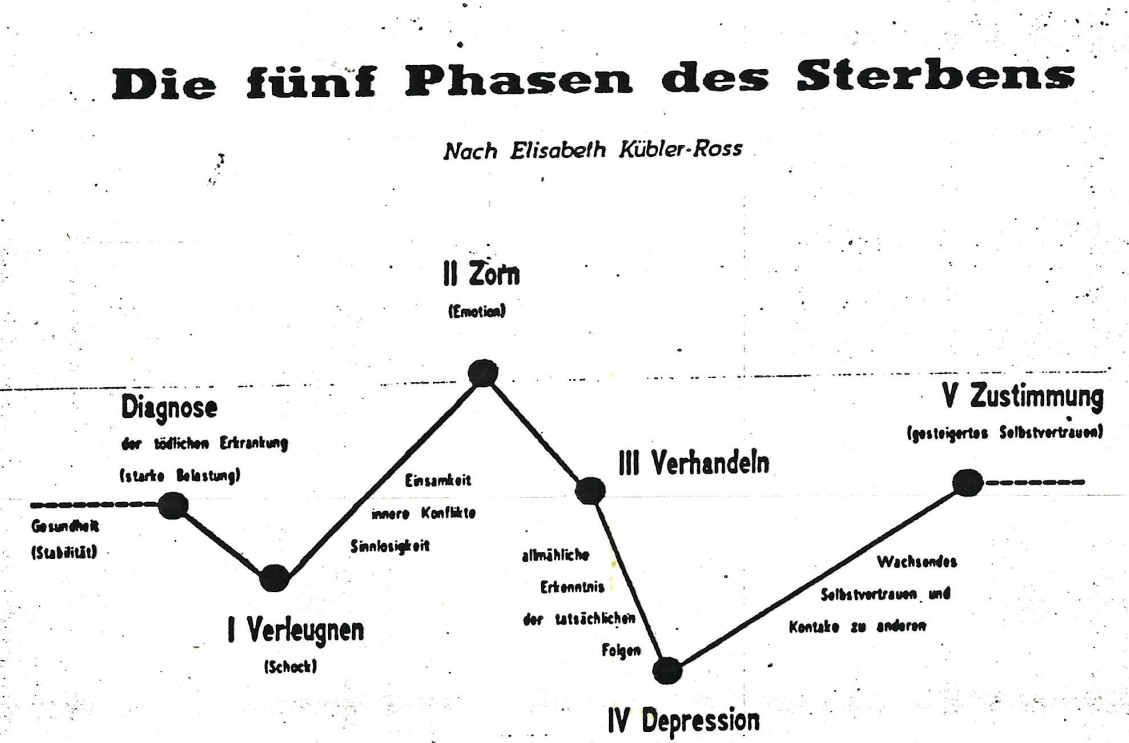 Die fünf Phasen des Sterbens
Nach Elisabeth Kübler-Ross
II Zorn
(Emotion)
Diagnose
der tödlichen Erkrankung
(starke Belastung)
Gesundheit
(Stabilität)
I Verleugnen
(Schock)
Einsamkeit
innere Konflikte
Sinnlosigkeit
III Verhandeln
allmähliche
Erkenntnis
der tatsächlichen
Folgen
IV Depression
V Zustimmung
(gesteigertes Selbstvertrauen)
Wachsendes
Selbstvertrauen und
Kontake zu anderen